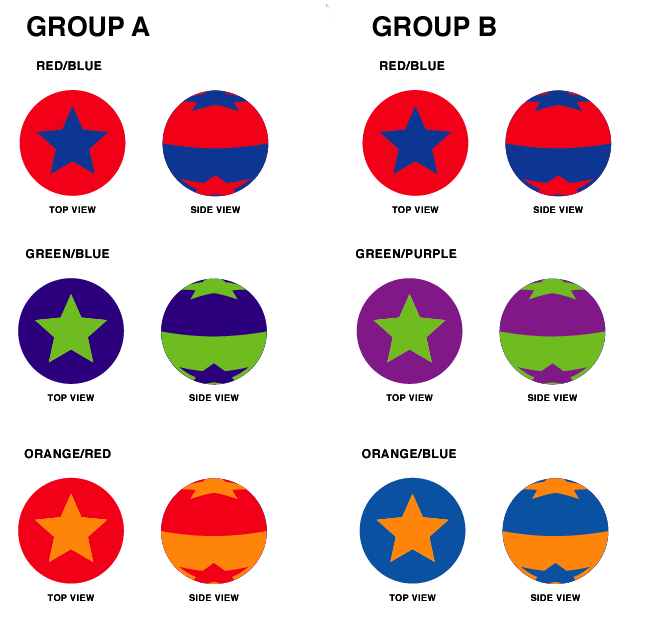 GROUP A
GROUP B
RED/BLUE
RED/BLUE
TOP VIEW
SIDE VIEW
TOP VIEW
SIDE VIEW
GREEN/BLUE
GREEN/PURPLE
TOP VIEW
SIDE VIEW
TOP VIEW
SIDE VIEW
ORANGE/RED
ORANGE/BLUE
TOP VIEW
SIDE VIEW
TOP VIEW
SIDE VIEW